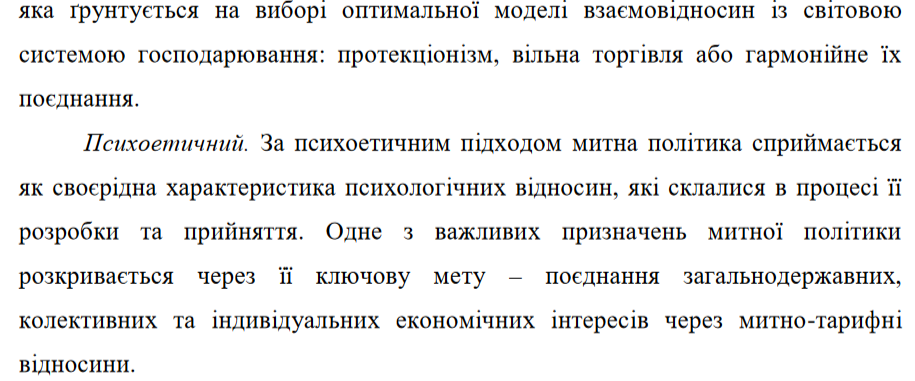 яка ґрунтується на виборі оптимальної моделі взаємовідносин із світовою
системою господарювання: протекціонізм, вільна торгівля або гармонійне їх
поєднання.
Психоетичний. За психоетичним підходом митна політика сприймається
як своєрідна характеристика психологічних відносин, які склалися в процесі її
розробки та прийняття. Одне з важливих призначень митної політики
розкривається через її ключову мету – поєднання загальнодержавних,
колективних та індивідуальних економічних інтересів через митно-тарифні
відносини.